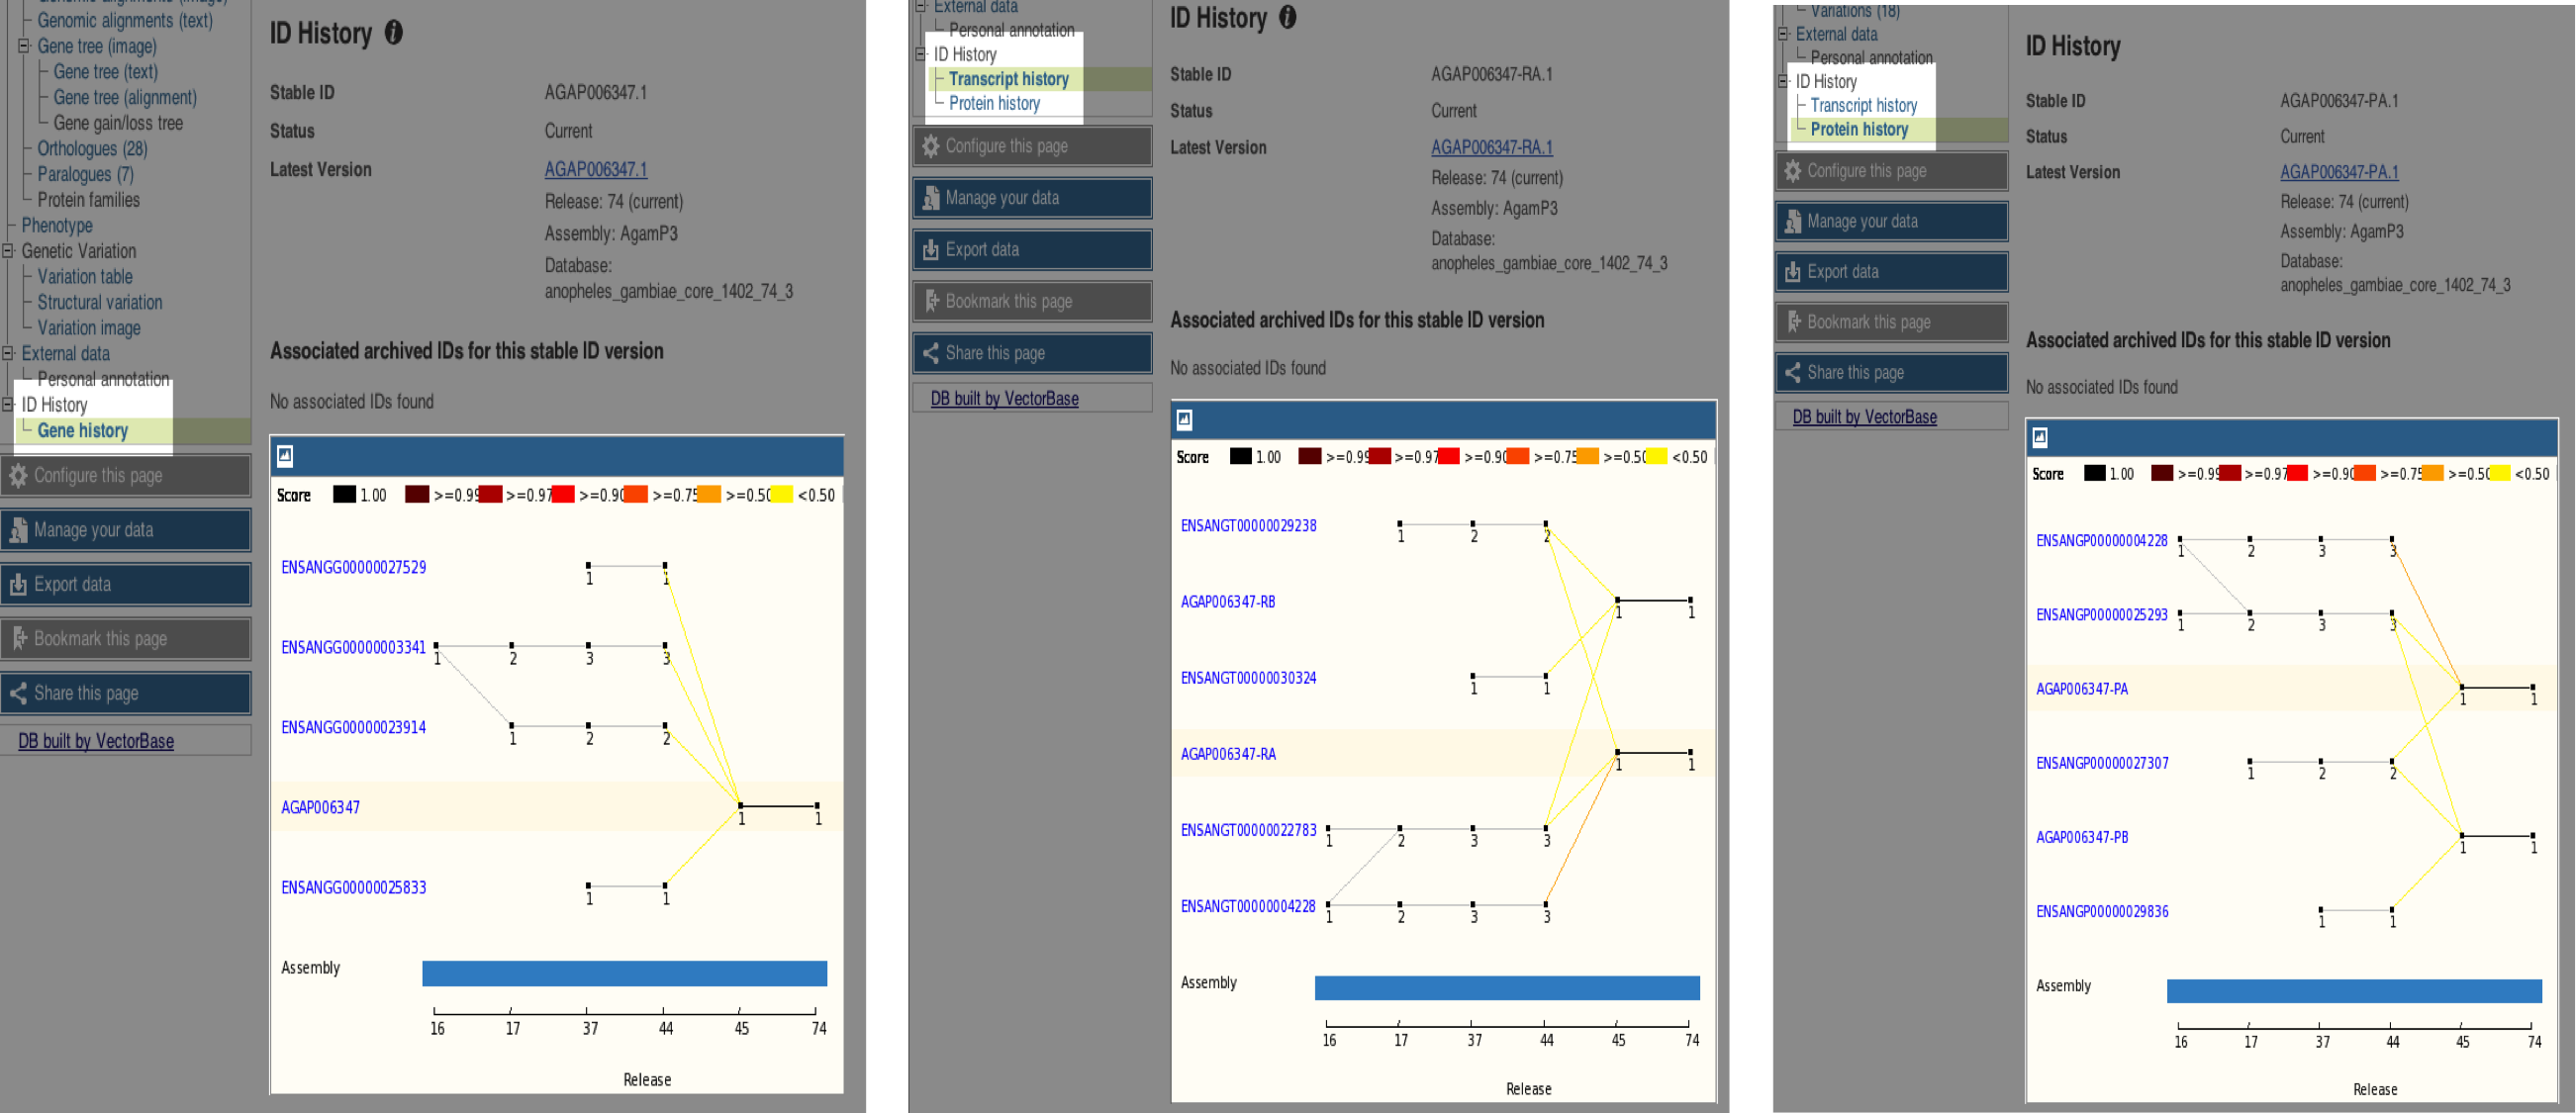 Genomic alignments (image)
Genomic alignments (text)
Gene tree (image)
Gene tree (text)
Gene tree (alignment)
Gene gain/loss tree
Orthologues (28)
Paralogues (7)
Protein families
Phenotype
Genetic Variation
Variation table
Structural variation
Variation image
External data
Personal annotation
ID History
Gene history
Configure this page
Manage your data
Export data
Bookmark this page
Share this page
DB built by VectorBase
ID History
Stable ID AGAP006347.1
Status Current
Latest Version AGAP006347.1
Release: 74 (current)
Assembly: AgamP3
Database:
anopheles_gambiae_core_1402_74_3
Associated archived IDs for this stable ID version
No associated IDs found
Score 1.00 >=0.99 >=0.97 >=0.90 >=0.75 >=0.50 <0.50
ENSANGG00000027529 1 1
ENSANGG00000003341 1 2 3 3
ENSANGG00000023914 1 2 2
AGAP006347 1 1
ENSANGG00000025833 1 1
Assembly
16 17 37 44 45 74
Release
External data
Personal annotation
ID History
Transcript history
Protein history
Configure this page
Manage your data
Export data
Bookmark this page
Share this page
DB built by VectorBase
ID History
Stable ID AGAP006347-RA.1
Status Current
Latest Version AGAP006347-RA.1
Release: 74 (current)
Assembly: AgamP3
Database:
anopheles_gambiae_core_1402_74_3
Associated archived IDs for this stable ID version
No associated IDs found
Score 1.00 >=0.99 >=0.97 >=0.90 >=0.75 >=0.50 <0.50
ENSANGT00000029238 1 2 2
AGAP006347-RB 1 1
ENSANGT00000030324 1 1
AGAP006347-RA 1 1
ENSANGT00000022783 1 2 3 3
ENSANGT00000004228 1 2 3 3
Assembly
16 17 37 44 45 74
Release
Variations (18)
External data
Personal annotation
ID History
Transcript history
Protein history
Configure this page
Manage your data
Export data
Bookmark this page
Share this page
DB built by VectorBase
ID History
Stable ID AGAP006347-PA.1
Status Current
Latest Version AGAP006347-PA.1
Release: 74 (current)
Assembly: AgamP3
Database:
anopheles_gambiae_core_1402_74_3
Associated archived IDs for this stable ID version
No associated IDs found
Score 1.00 >=0.99 >=0.97 >=0.90 >=0.75 >=0.50 <0.50
ENSANGP00000004228 1 2 3 3
ENSANGP00000025293 1 2 3 3
AGAP006347-PA 1 1
ENSANGP00000027307 1 2 2
AGAP006347-PB 1 1
ENSANGP00000029836 1 1
Assembly
16 17 37 44 45 74
Release